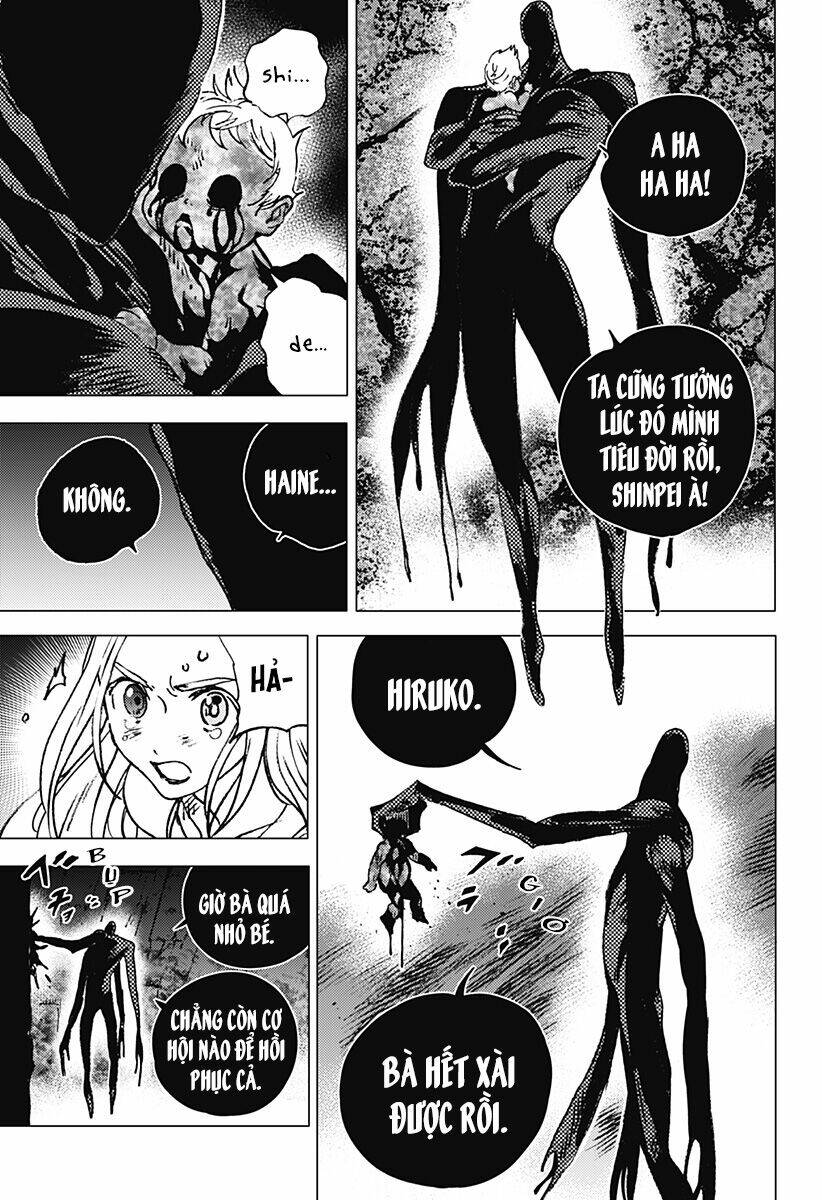 A HA
HA HA!
TA CŨNG TƯỞNG
LÚC ĐÓ MÌNH
TIÊU ĐỜI RỒI,
SHINPEI À!
Shi...
de...
HAINE...
KHÔNG.
HIRUKO.
GIƠ
BÀ HẾT XÀI
ĐƯỢC RỒI.
HẢ-
BỤP
GIỜ BÀ QUÁ
NHỎ BÉ.
CHẲNG CÒN CƠ
HỘI NÀO ĐỂ HỒI
PHỤC CẢ.